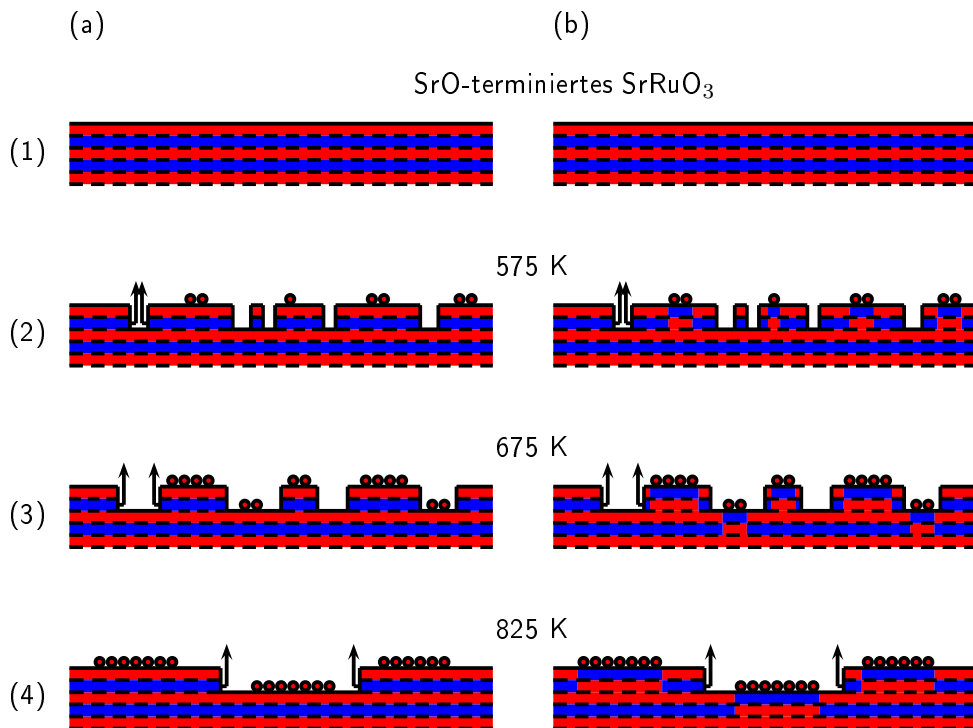 (a) (b)
SrO-terminiertes SrRuO₃
(1)
575 K
(2)
675 K
(3)
825 K
(4)